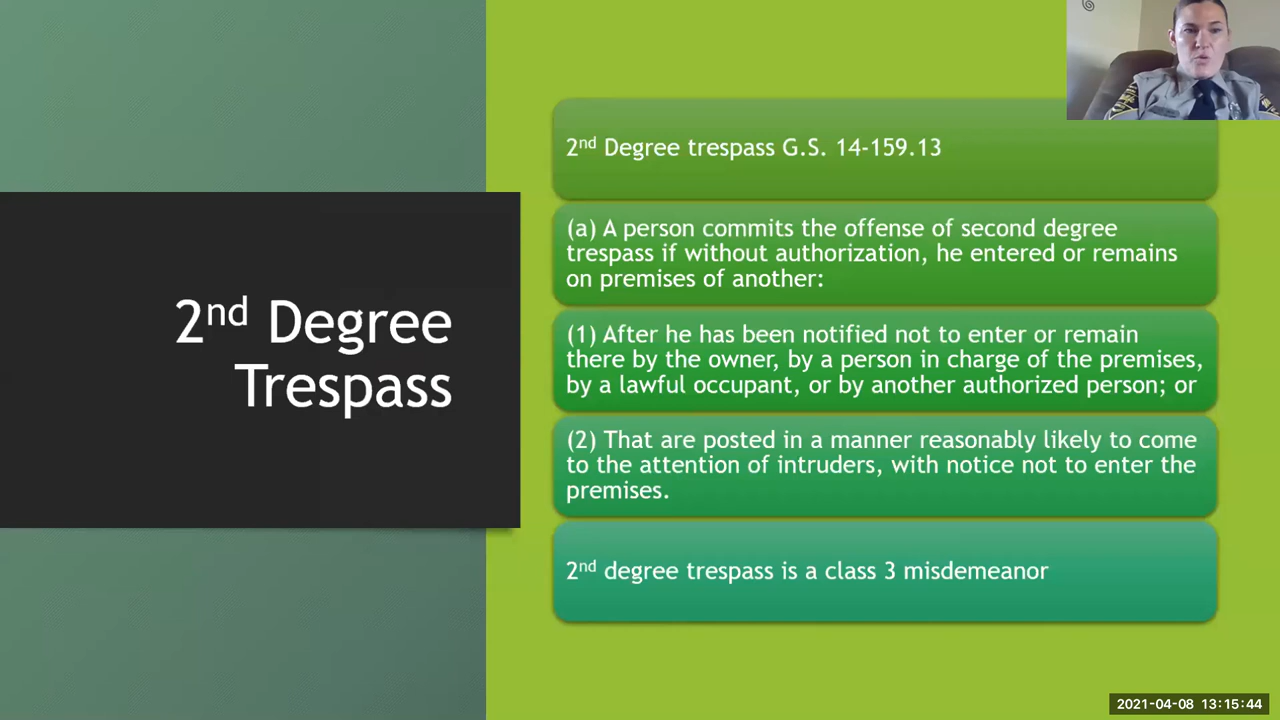 2nd Degree
Trespass
2nd Degree trespass G.S. 14-159.13
(a) A person commits the offense of second degree
trespass if without authorization, he entered or remains
on premises of another:
(1) After he has been notified not to enter or remain
there by the owner, by a person in charge of the premises,
by a lawful occupant, or by another authorized person; or
(2) That are posted in a manner reasonably likely to come
to the attention of intruders, with notice not to enter the
premises.
2nd degree trespass is a class 3 misdemeanor
2021-04-08 13:15:44